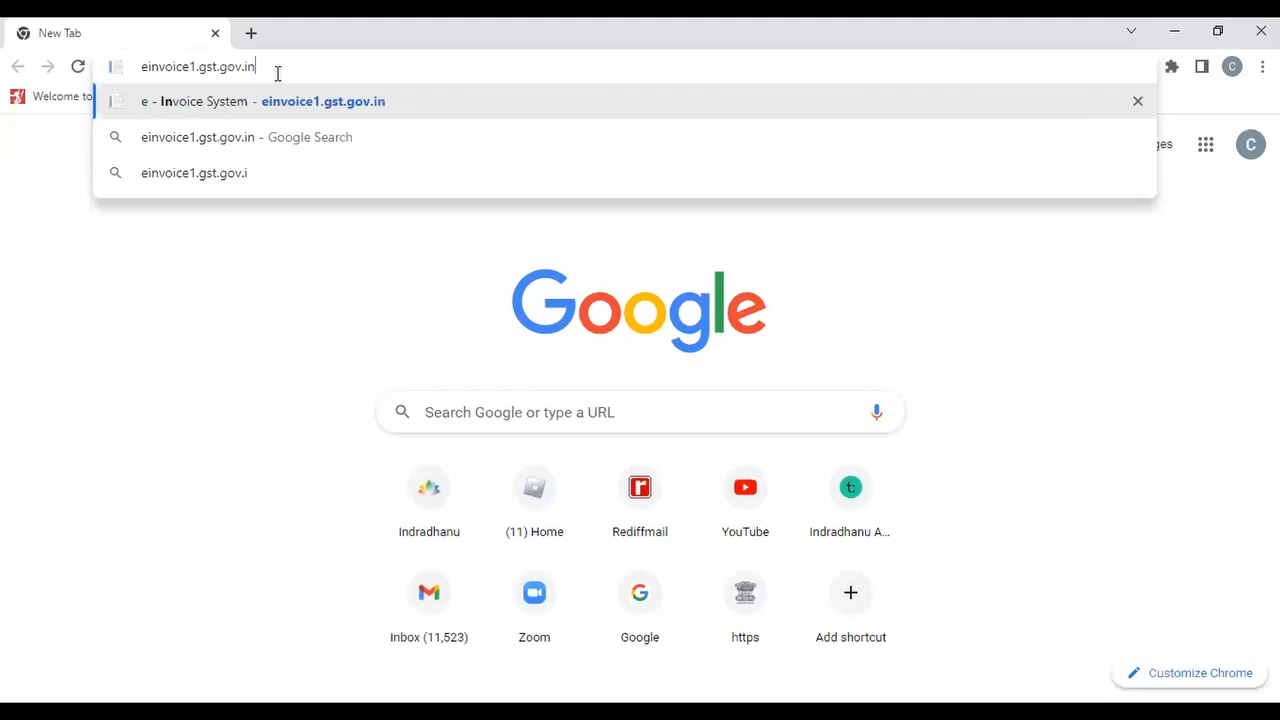 New Tab
einvoice1.gst.gov.in
Welcome to
e - Invoice System - einvoice1.gst.gov.in
einvoice1.gst.gov.in - Google Search
einvoice1.gst.gov.i
ges
C
C
Google
Search Google or type a URL
r
t:
Indradhanu
(11) Home
Rediffmail
YouTube
Indradhanu A...
Inbox (11,523)
Zoom
Google
https
Add shortcut
Customize Chrome